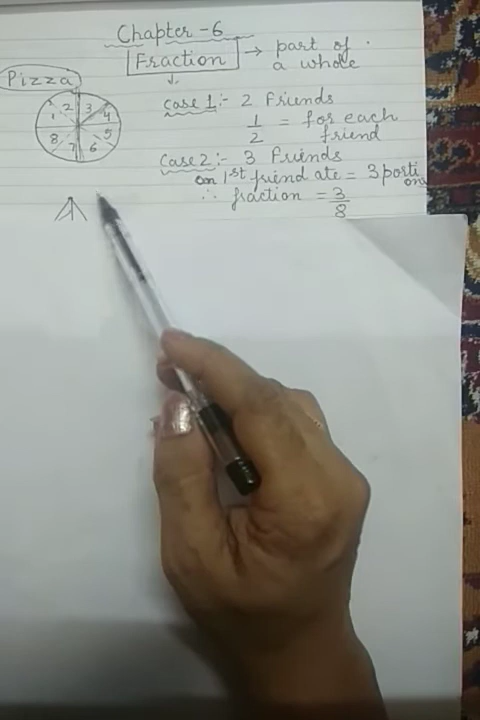 Chapter - 6
Fraction → part of a whole
Pizza
1 2 3 4 5 6 7 8
Case 1:- 2 Friends
1/2 = for each friend
Case 2:- 3 Friends
on 1st friend ate = 3 portions
∴ fraction = 3/8